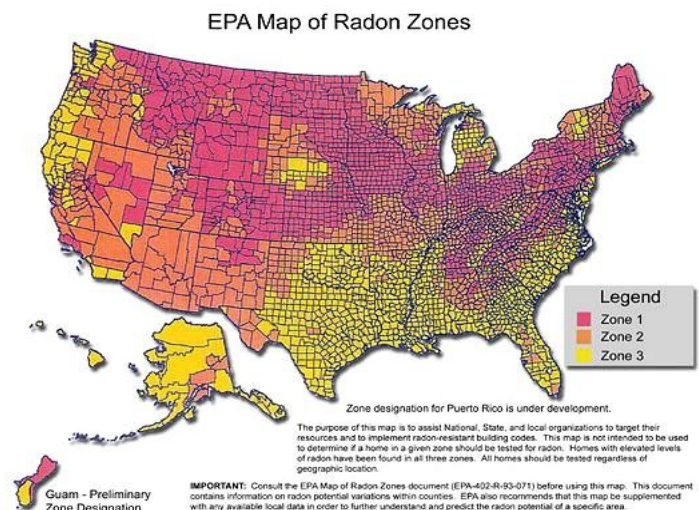 EPA Map of Radon Zones
Legend
Zone 1
Zone 2
Zone 3
Zone designation for Puerto Rico is under development.
The purpose of this map is to assist National, State, and local organizations to target their
resources and to implement radon-resistant building codes. This map is not intended to be used
to determine if a home in a given zone should be tested for radon. Homes with elevated levels
of radon have been found in all three zones. All homes should be tested regardless of
geographic location.
IMPORTANT: Consult the EPA Map of Radon Zones document (EPA-402-R-93-071) before using this map. This document
contains information on radon potential variations within counties. EPA also recommends that this map be supplemented
with any available local data in order to further understand and predict the radon potential of a specific area.
Guam - Preliminary
Zone Designation